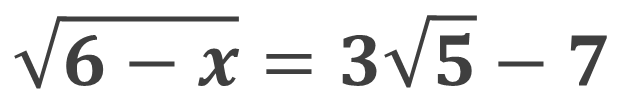 √(6 − x) = 3√5 − 7